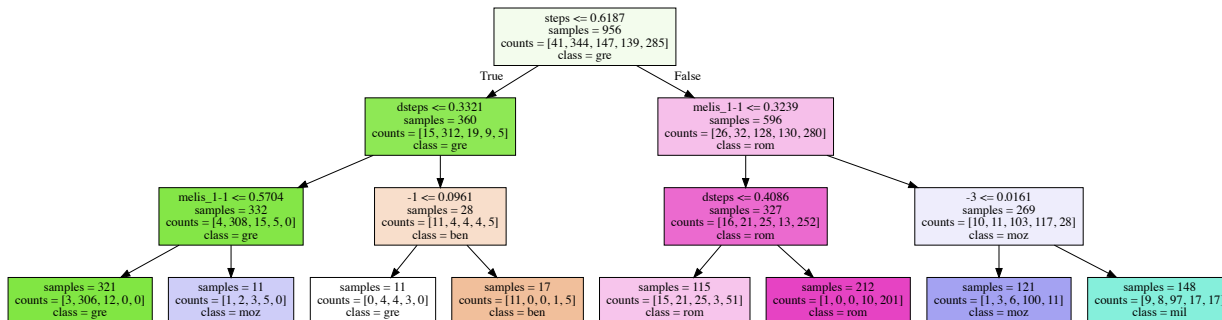 steps <= 0.6187
samples = 956
counts = [41, 344, 147, 139, 285]
class = gre
True
False
dsteps <= 0.3321
samples = 360
counts = [15, 312, 19, 9, 5]
class = gre
melis_1-1 <= 0.3239
samples = 596
counts = [26, 32, 128, 130, 280]
class = rom
melis_1-1 <= 0.5704
samples = 332
counts = [4, 308, 15, 5, 0]
class = gre
-1 <= 0.0961
samples = 28
counts = [11, 4, 4, 4, 5]
class = ben
dsteps <= 0.4086
samples = 327
counts = [16, 21, 25, 13, 252]
class = rom
-3 <= 0.0161
samples = 269
counts = [10, 11, 103, 117, 28]
class = moz
samples = 321
counts = [3, 306, 12, 0, 0]
class = gre
samples = 11
counts = [1, 2, 3, 5, 0]
class = moz
samples = 11
counts = [0, 4, 4, 3, 0]
class = gre
samples = 17
counts = [11, 0, 0, 1, 5]
class = ben
samples = 115
counts = [15, 21, 25, 3, 51]
class = rom
samples = 212
counts = [1, 0, 0, 10, 201]
class = rom
samples = 121
counts = [1, 3, 6, 100, 11]
class = moz
samples = 148
counts = [9, 8, 97, 17, 17]
class = mil